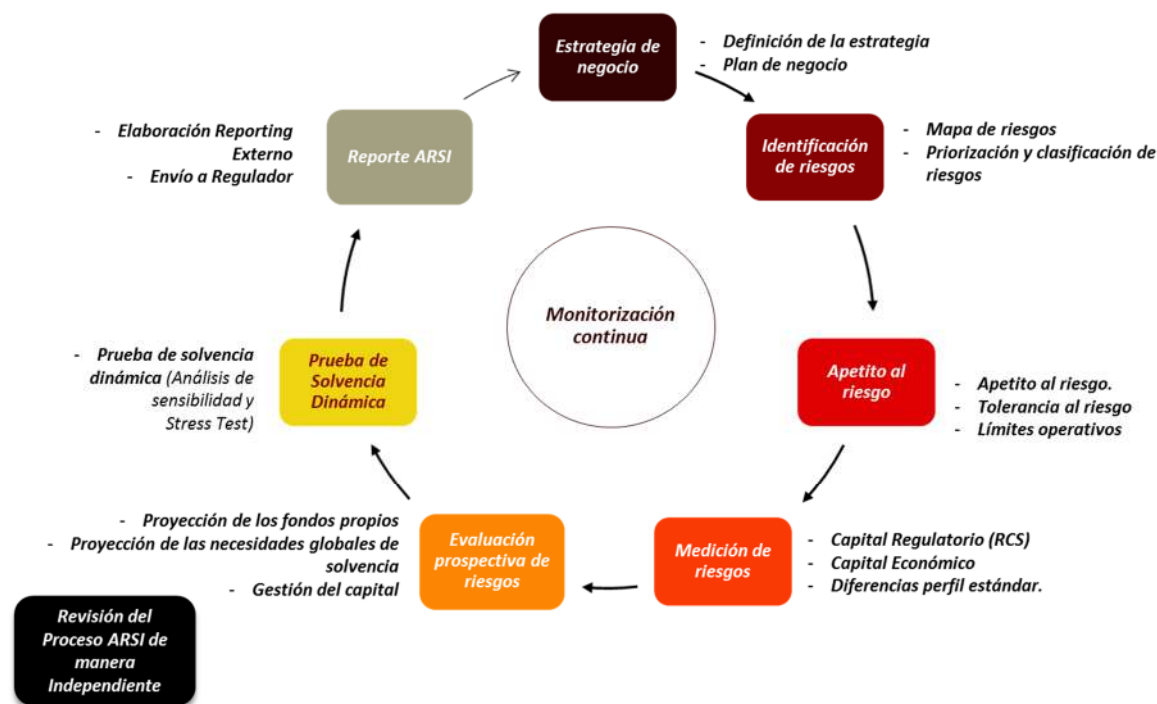 Estrategia de
negocio
- Definición de la estrategia
- Plan de negocio
Identificación
de riesgos
- Mapa de riesgos
- Priorización y clasificación de
riesgos
Apetito al
riesgo
- Apetito al riesgo.
- Tolerancia al riesgo
- Límites operativos
Medición de
riesgos
- Capital Regulatorio (RCS)
- Capital Económico
- Diferencias perfil estándar.
Evaluación
prospectiva de
riesgos
- Proyección de los fondos propios
- Proyección de las necesidades globales de
solvencia
- Gestión del capital
Prueba de
Solvencia
Dinámica
- Prueba de solvencia
dinámica (Análisis de
sensibilidad y
Stress Test)
Reporte ARSI
- Elaboración Reporting
Externo
- Envío a Regulador
Monitorización
continua
Revisión del
Proceso ARSI de
manera
Independiente